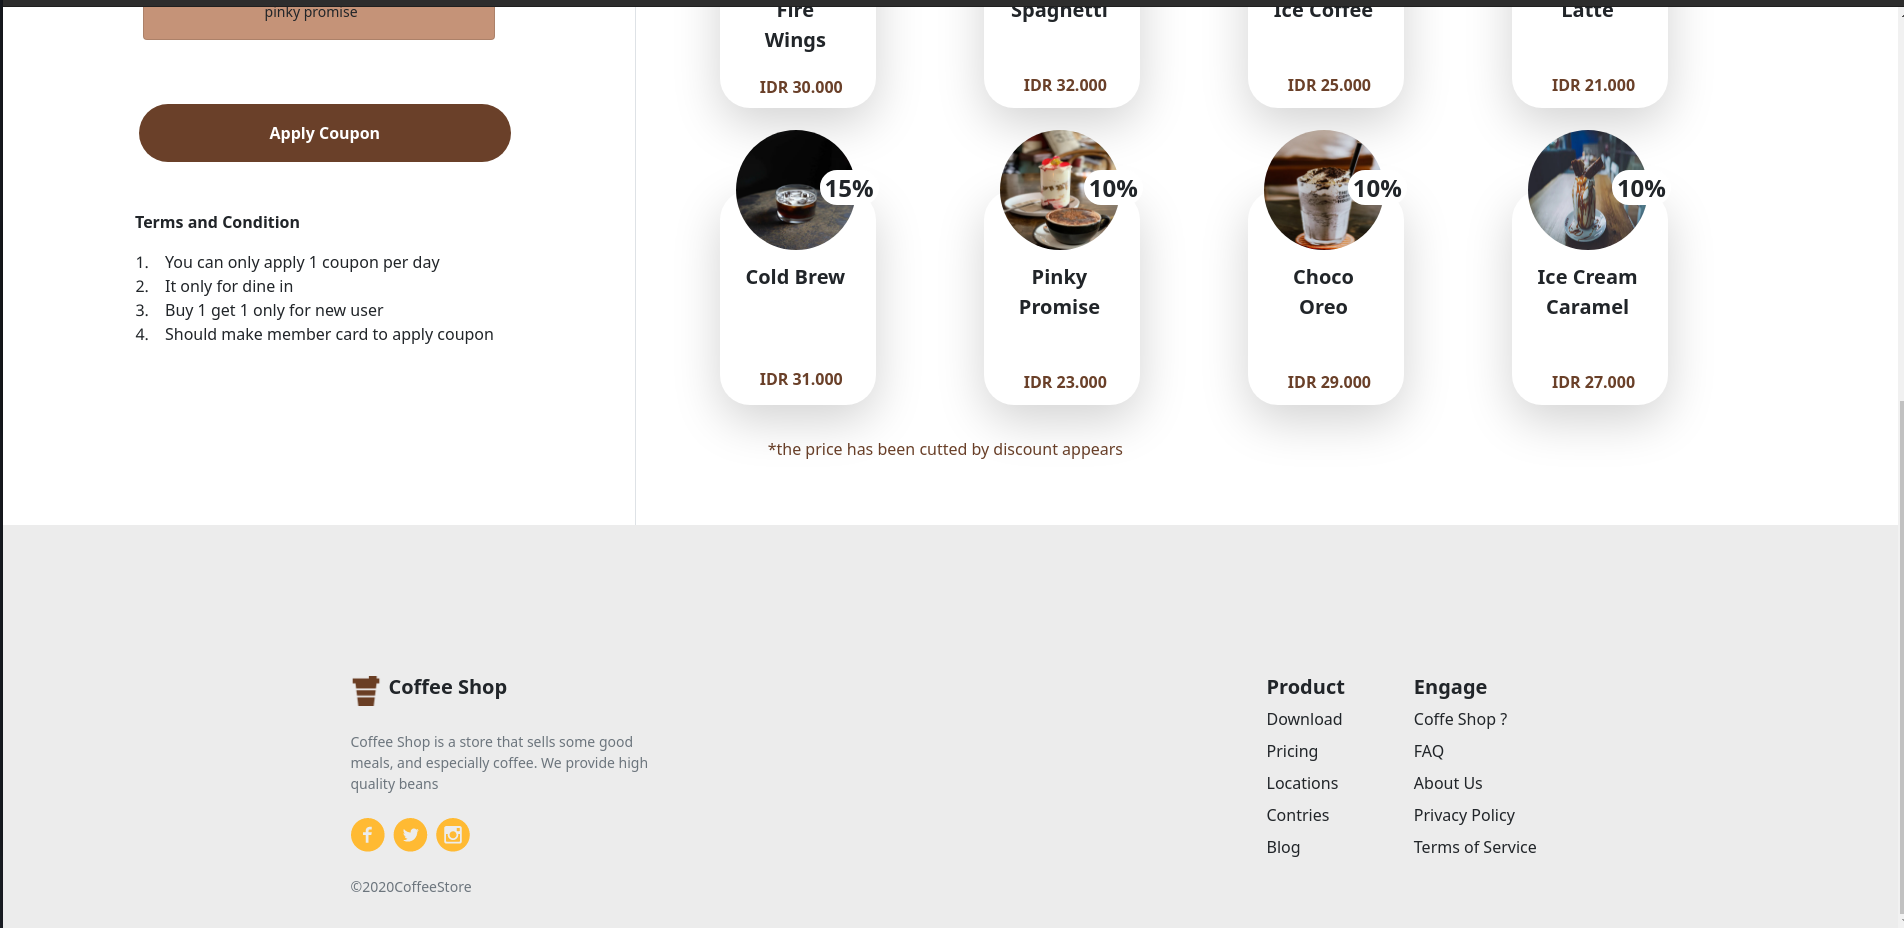 pinky promise
Apply Coupon
Terms and Condition
1. You can only apply 1 coupon per day
2. It only for dine in
3. Buy 1 get 1 only for new user
4. Should make member card to apply coupon
Fire
Wings
IDR 30.000
Spaghetti
IDR 32.000
Ice Coffee
IDR 25.000
Latte
IDR 21.000
15%
Cold Brew
IDR 31.000
10%
Pinky
Promise
IDR 23.000
10%
Choco
Oreo
IDR 29.000
10%
Ice Cream
Caramel
IDR 27.000
*the price has been cutted by discount appears
Coffee Shop
Coffee Shop is a store that sells some good
meals, and especially coffee. We provide high
quality beans
©2020CoffeeStore
Product
Download
Pricing
Locations
Contries
Blog
Engage
Coffe Shop ?
FAQ
About Us
Privacy Policy
Terms of Service